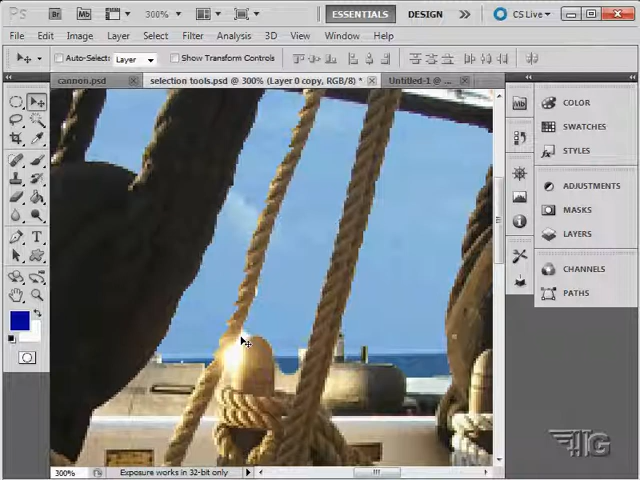 Ps Br 300% ESSENTIALS DESIGN CS Live
File Edit Image Layer Select Filter Analysis 3D View Window Help
Auto-Select: Layer Show Transform Controls
cannon.psd selection tools.psd @ 300% (Layer 0 copy, RGB/8) * Untitled-1 @ ...
COLOR
SWATCHES
STYLES
ADJUSTMENTS
MASKS
LAYERS
CHANNELS
PATHS
300% Exposure works in 32-bit only